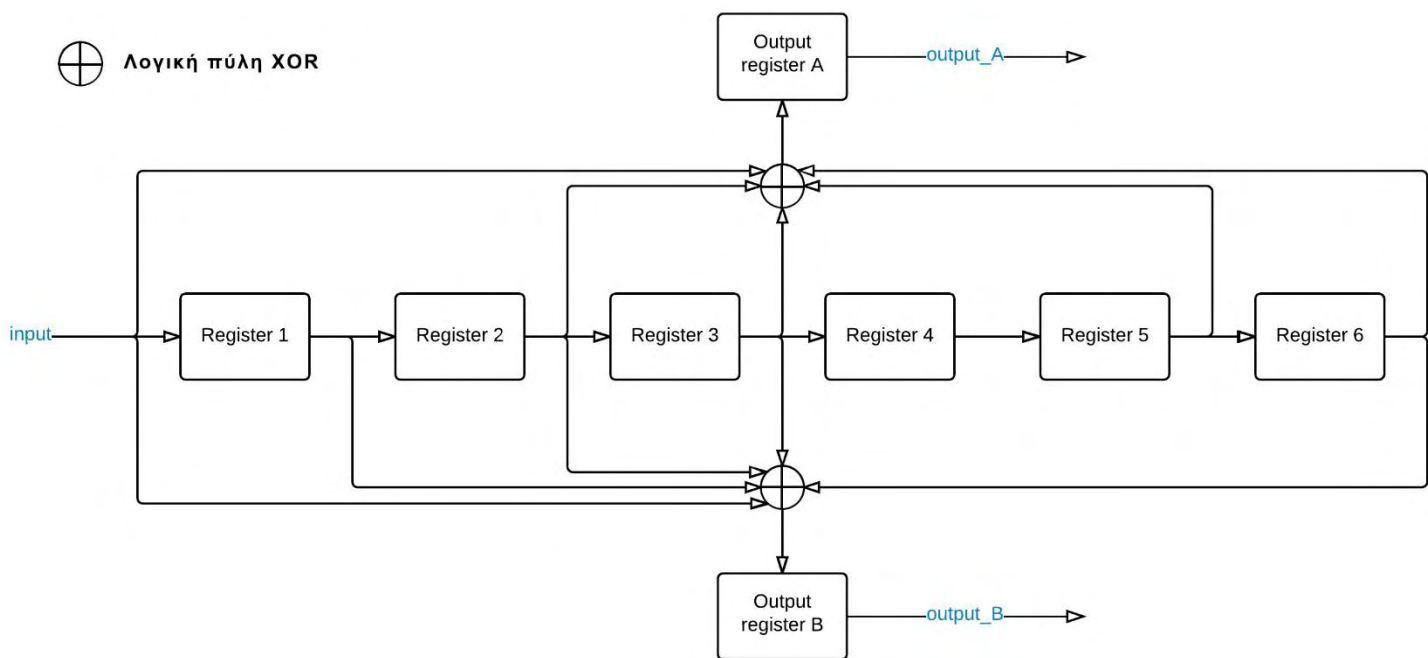 Output
register A
output_A
Λογική πύλη XOR
input
Register 1
Register 2
Register 3
Register 4
Register 5
Register 6
Output
register B
output_B